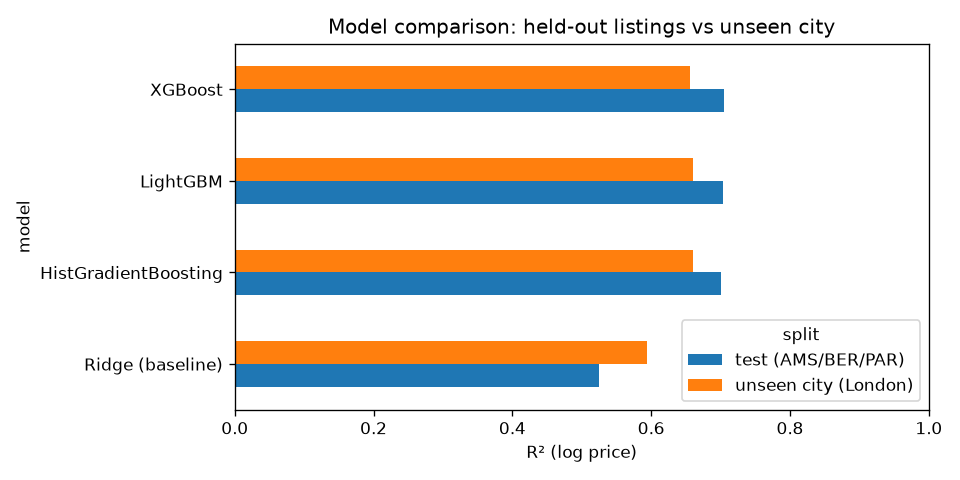 Model comparison: held-out listings vs unseen city
XGBoost
LightGBM
HistGradientBoosting
Ridge (baseline)
model
split
test (AMS/BER/PAR)
unseen city (London)
0.0 0.2 0.4 0.6 0.8 1.0
R² (log price)